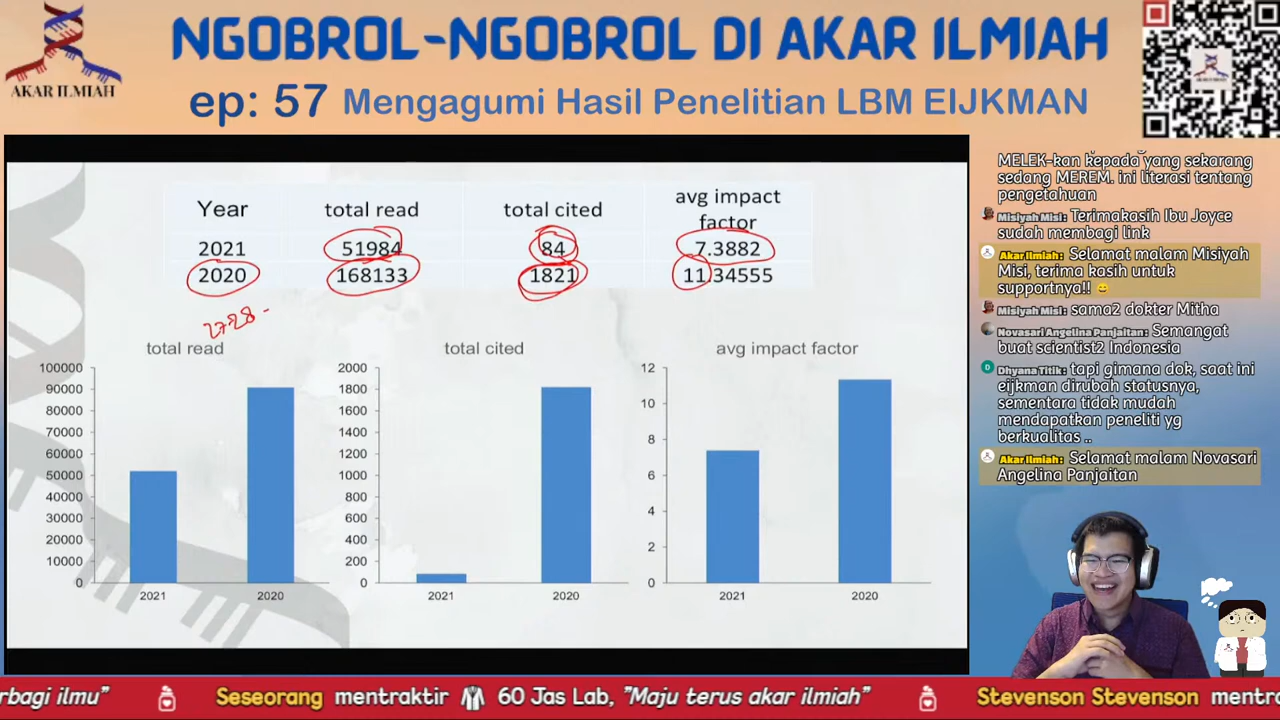 AKAR ILMIAH
NGOBROL-NGOBROL DI AKAR ILMIAH
ep: 57 Mengagumi Hasil Penelitian LBM EIJKMAN
Year total read total cited avg impact factor
2021 51984 84 7.3882
2020 168133 1821 11.34555
2728 -
total read
100000
90000
80000
70000
60000
50000
40000
30000
20000
10000
0
2021 2020
total cited
2000
1800
1600
1400
1200
1000
800
600
400
200
0
2021 2020
avg impact factor
12
10
8
6
4
2
0
2021 2020
MELEK-kan kepada yang sekarang
sedang MEREM. ini literasi tentang
pengetahuan
Misiyah Misi: Terimakasih Ibu Joyce
sudah membagi link
Akar Ilmiah: Selamat malam Misiyah
Misi, terima kasih untuk
supportnya!! 😄
Misiyah Misi: sama2 dokter Mitha
Novasari Angelina Panjaitan: Semangat
buat scientist2 Indonesia
D Dhyana Titik: tapi gimana dok, saat ini
eijkman dirubah statusnya,
sementara tidak mudah
mendapatkan peneliti yg
berkualitas ..
Akar Ilmiah: Selamat malam Novasari
Angelina Panjaitan
rbagi ilmu" Seseorang mentraktir 60 Jas Lab, "Maju terus akar ilmiah" Stevenson Stevenson mentra